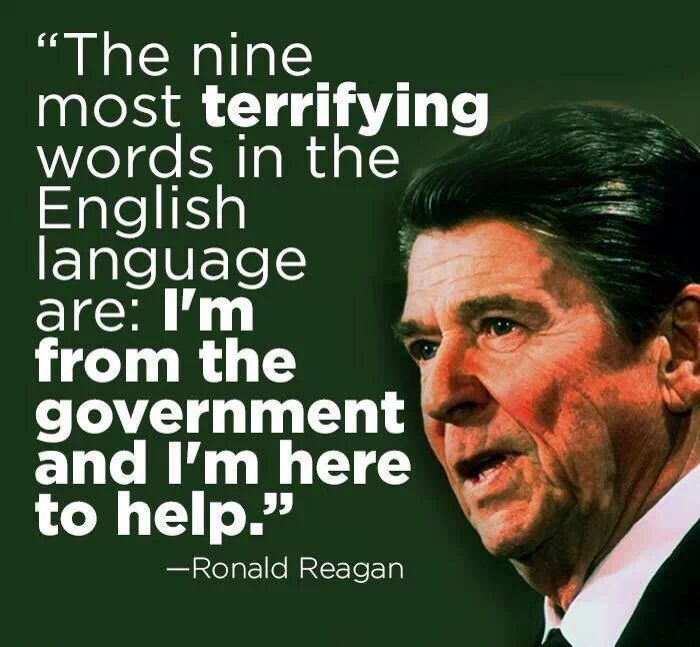 “The nine
most terrifying
words in the
English
language
are: I'm
from the
government
and I'm here
to help.”
—Ronald Reagan